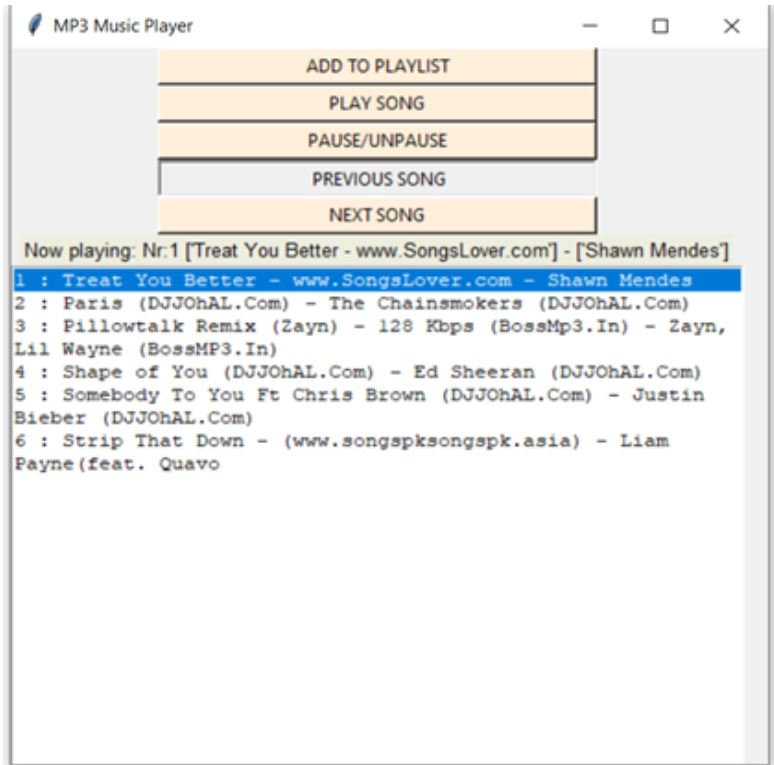 MP3 Music Player
ADD TO PLAYLIST
PLAY SONG
PAUSE/UNPAUSE
PREVIOUS SONG
NEXT SONG
Now playing: Nr:1 ['Treat You Better - www.SongsLover.com'] - ['Shawn Mendes']
1 : Treat You Better - www.SongsLover.com - Shawn Mendes
2 : Paris (DJJOhAL.Com) - The Chainsmokers (DJJOhAL.Com)
3 : Pillowtalk Remix (Zayn) - 128 Kbps (BossMp3.In) - Zayn,
Lil Wayne (BossMP3.In)
4 : Shape of You (DJJOhAL.Com) - Ed Sheeran (DJJOhAL.Com)
5 : Somebody To You Ft Chris Brown (DJJOhAL.Com) - Justin
Bieber (DJJOhAL.Com)
6 : Strip That Down - (www.songspksongspk.asia) - Liam
Payne(feat. Quavo